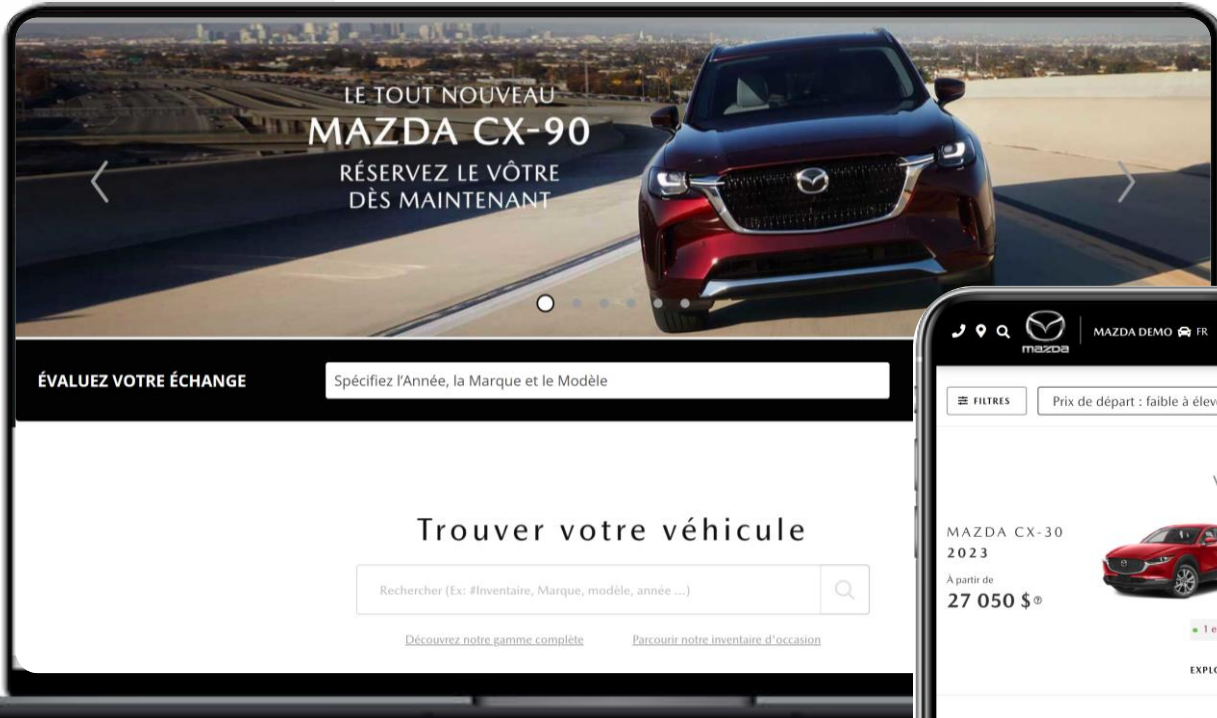 LE TOUT NOUVEAU
MAZDA CX-90
RÉSERVEZ LE VÔTRE
DÈS MAINTENANT
ÉVALUEZ VOTRE ÉCHANGE
Spécifiez l'Année, la Marque et le Modèle
Trouver votre véhicule
Rechercher (Ex: #Inventaire, Marque, modèle, année ...)
Découvrez notre gamme complète
Parcourir notre inventaire d'occasion
mazda
MAZDA DEMO FR
FILTRES
Prix de départ : faible à élev
MAZDA CX-30
2023
À partir de
27 050 $
1 e
EXPLO